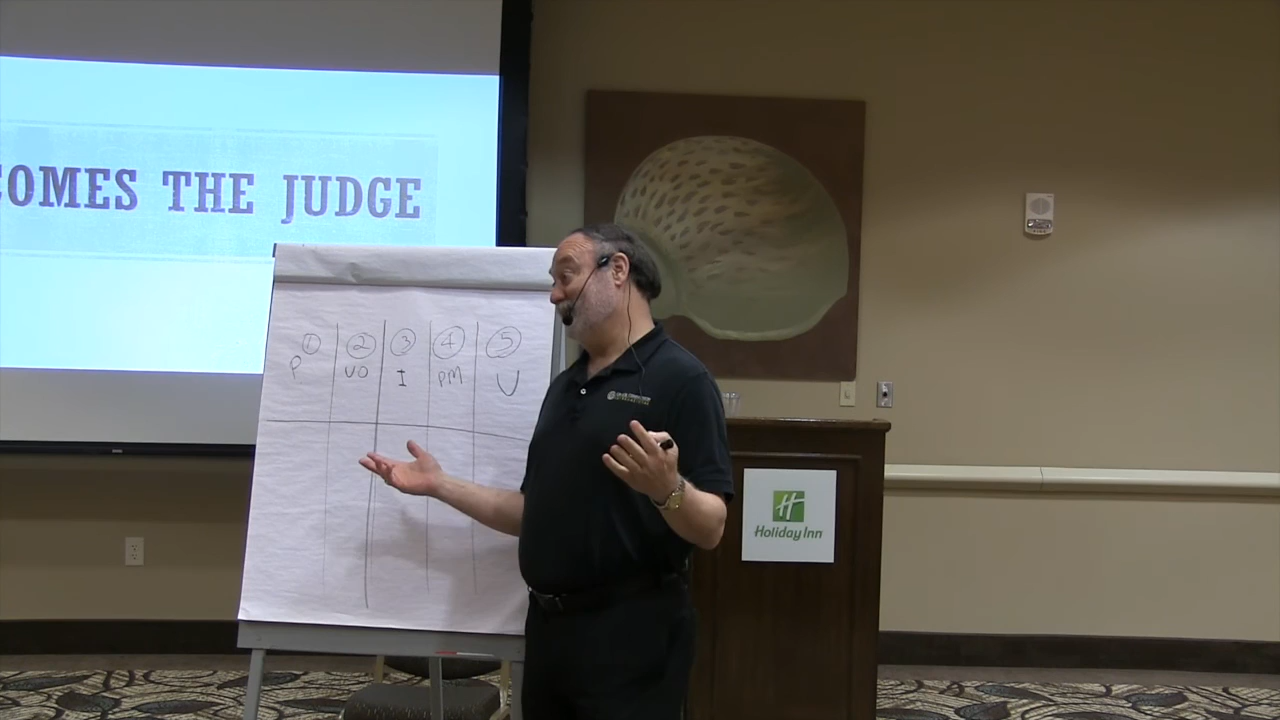 COMES THE JUDGE
① ② ③ ④ ⑤
P VO I PM V
H
Holiday Inn